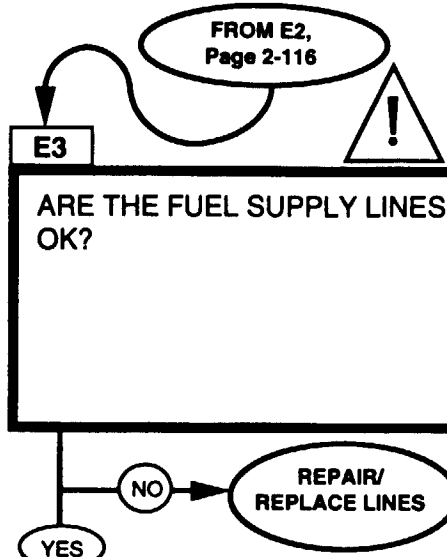 FROM E2,
Page 2-116
!
E3
ARE THE FUEL SUPPLY LINES
OK?
NO
REPAIR/
REPLACE LINES
YES